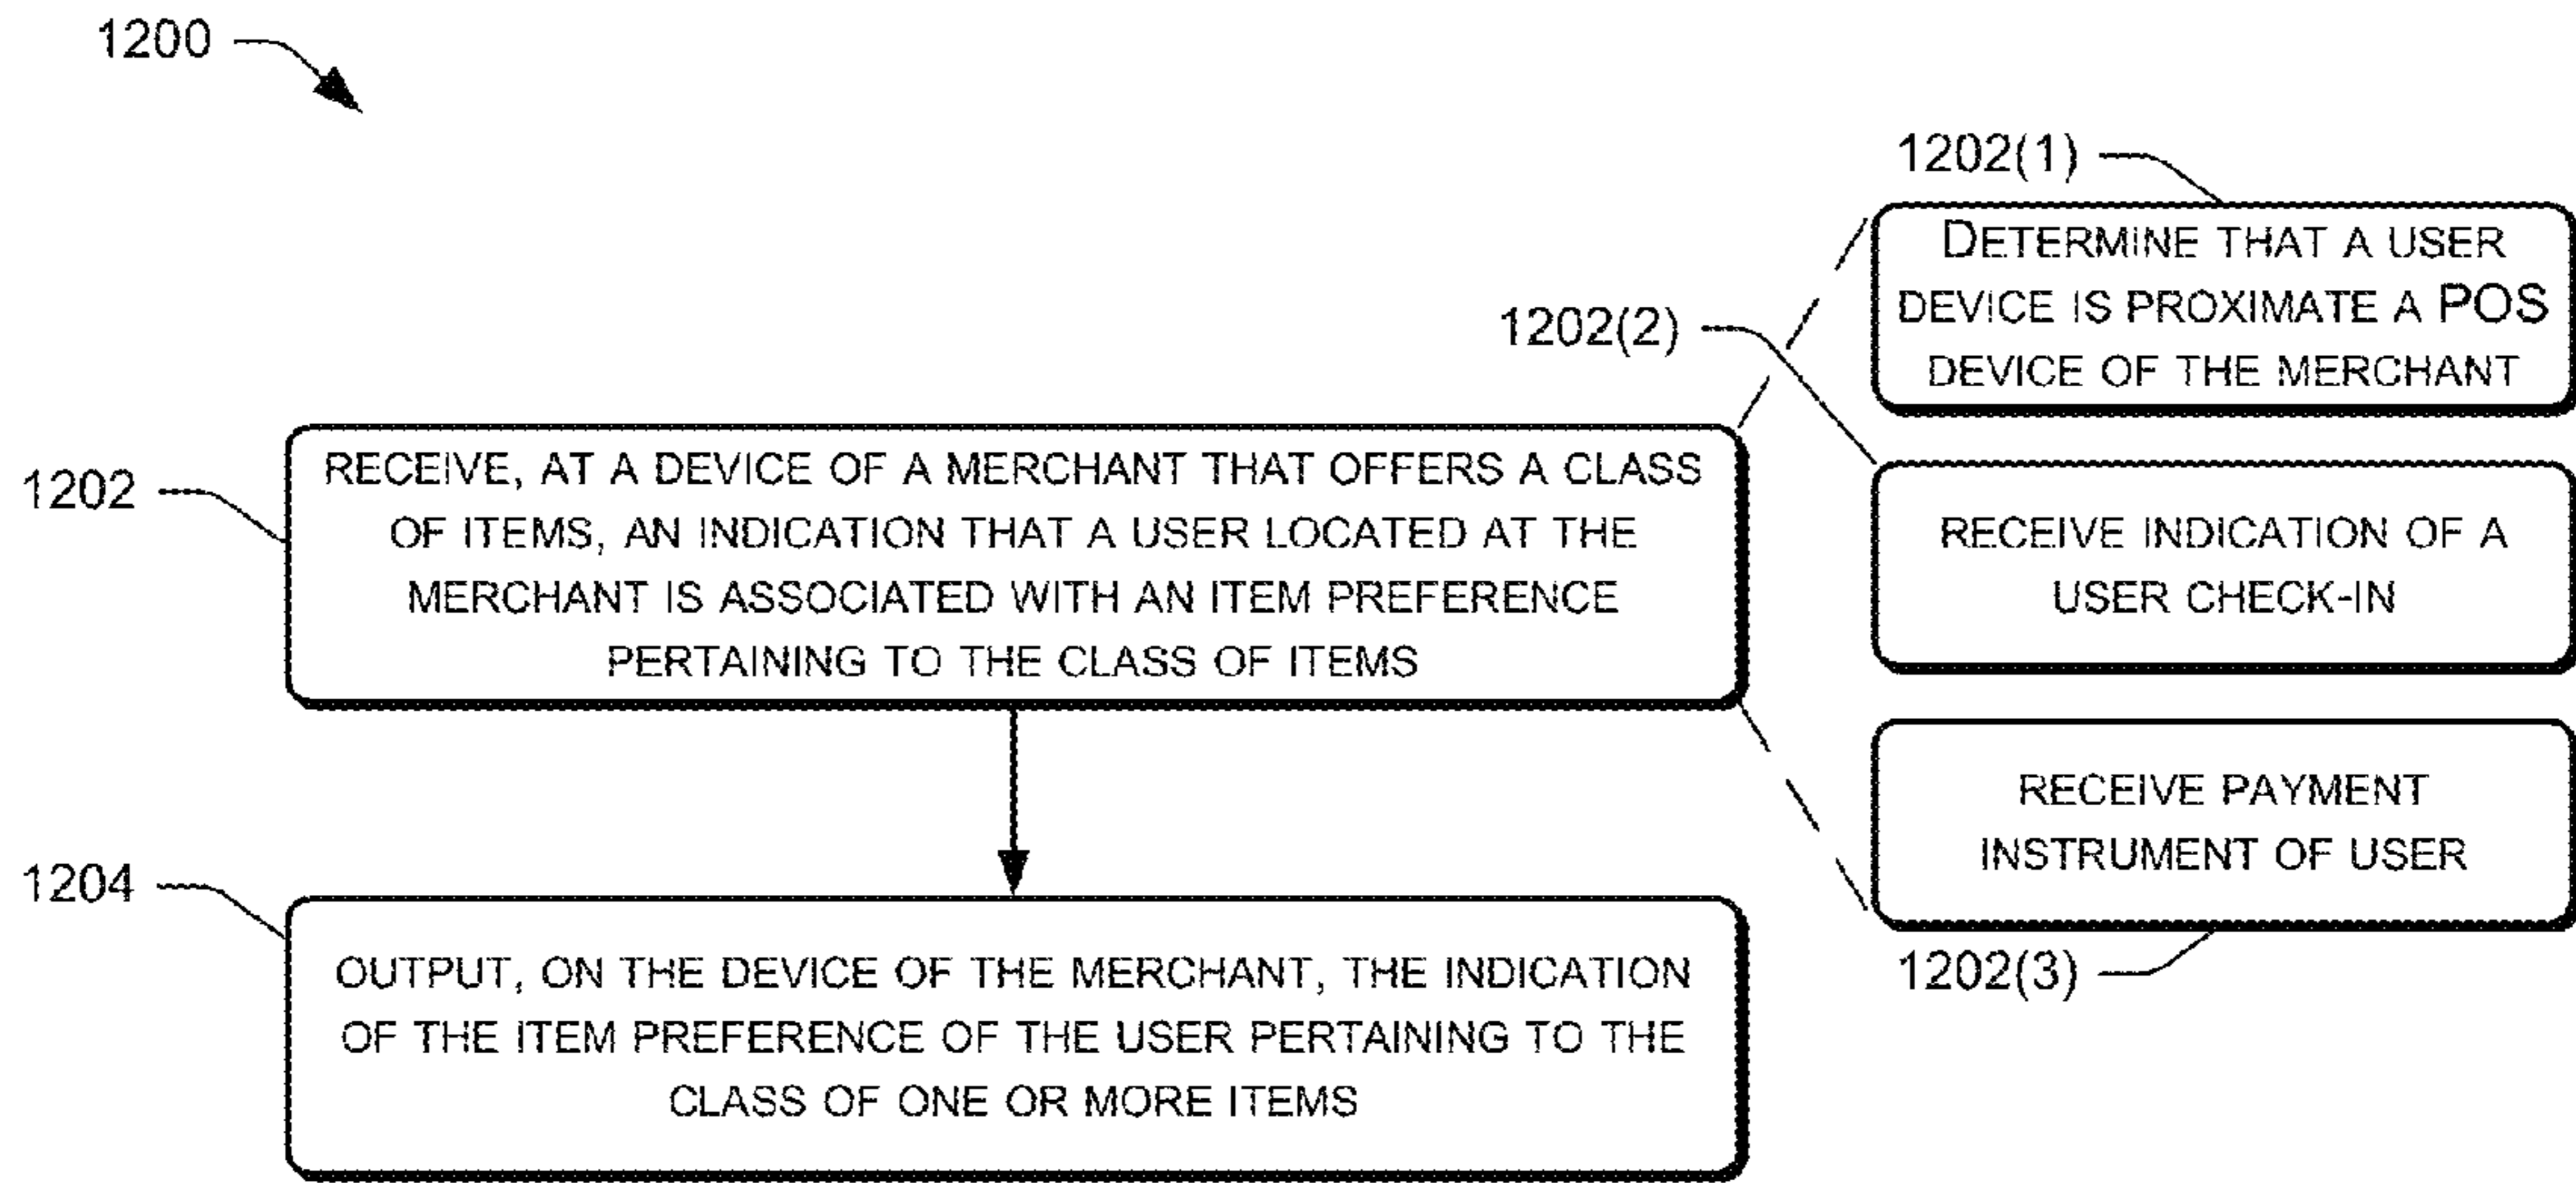 1200
1202(1)
DETERMINE THAT A USER
DEVICE IS PROXIMATE A POS
DEVICE OF THE MERCHANT
1202(2)
RECEIVE INDICATION OF A
USER CHECK-IN
1202
RECEIVE, AT A DEVICE OF A MERCHANT THAT OFFERS A CLASS
OF ITEMS, AN INDICATION THAT A USER LOCATED AT THE
MERCHANT IS ASSOCIATED WITH AN ITEM PREFERENCE
PERTAINING TO THE CLASS OF ITEMS
RECEIVE PAYMENT
INSTRUMENT OF USER
1202(3)
1204
OUTPUT, ON THE DEVICE OF THE MERCHANT, THE INDICATION
OF THE ITEM PREFERENCE OF THE USER PERTAINING TO THE
CLASS OF ONE OR MORE ITEMS